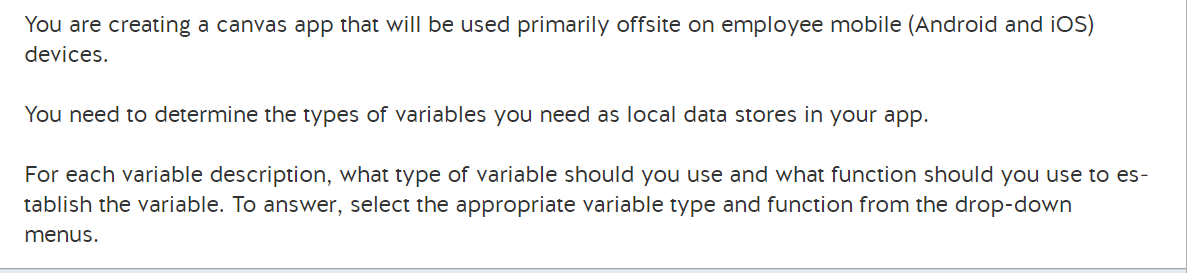 You are creating a canvas app that will be used primarily offsite on employee mobile (Android and iOS)
devices.
You need to determine the types of variables you need as local data stores in your app.
For each variable description, what type of variable should you use and what function should you use to es-
tablish the variable. To answer, select the appropriate variable type and function from the drop-down
menus.